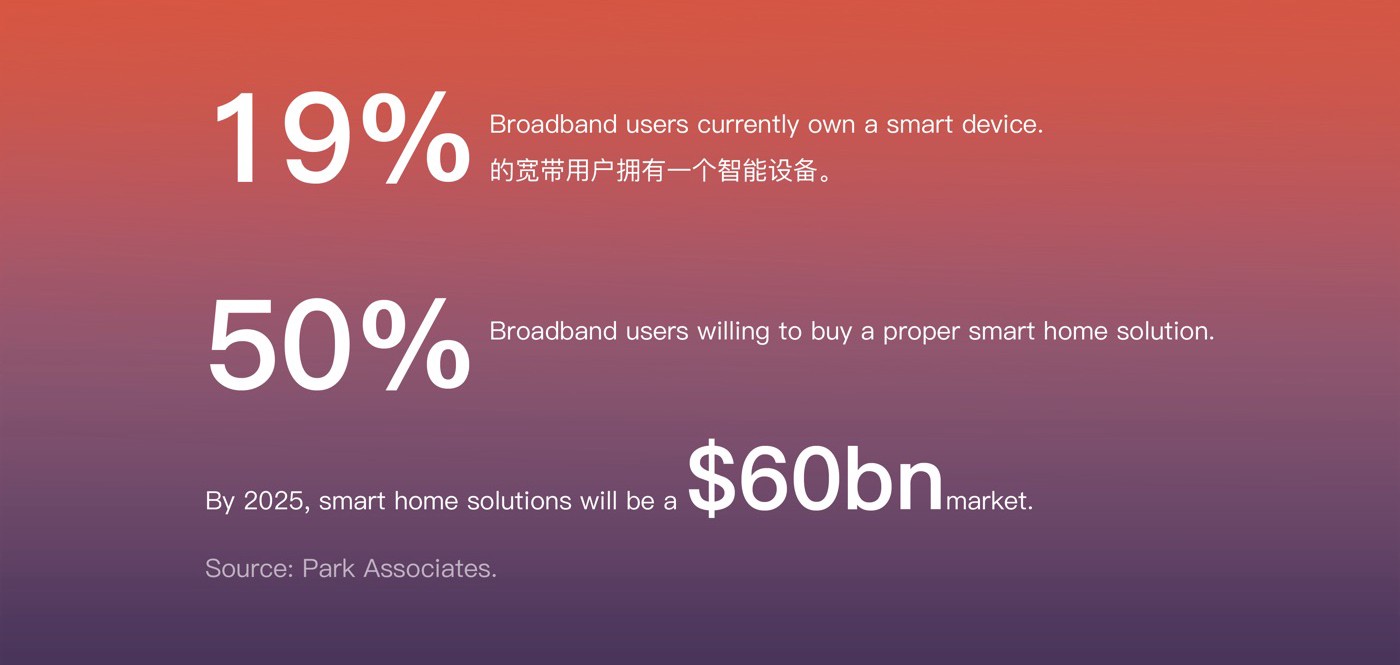 19% Broadband users currently own a smart device.
的宽带用户拥有一个智能设备。
50% Broadband users willing to buy a proper smart home solution.
By 2025, smart home solutions will be a $60bn market.
Source: Park Associates.